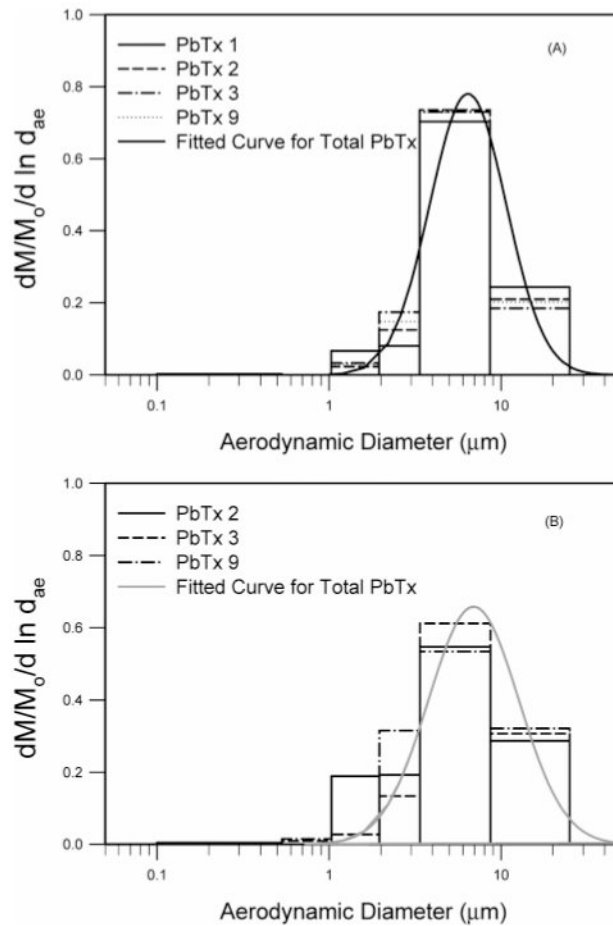 1.0
0.8
0.6
0.4
0.2
0.0
dM/Mo/d ln dae
PbTx 1
PbTx 2
PbTx 3
PbTx 9
Fitted Curve for Total PbTx
(A)
0.1
1
10
Aerodynamic Diameter (μm)
1.0
0.8
0.6
0.4
0.2
0.0
dM/Mo/d ln dae
PbTx 2
PbTx 3
PbTx 9
Fitted Curve for Total PbTx
(B)
0.1
1
10
Aerodynamic Diameter (μm)